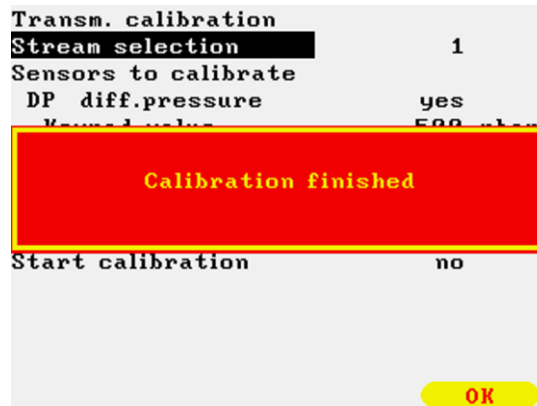 Transm. calibration
Stream selection 1
Sensors to calibrate
DP diff.pressure yes
Calibration finished
Start calibration no
OK